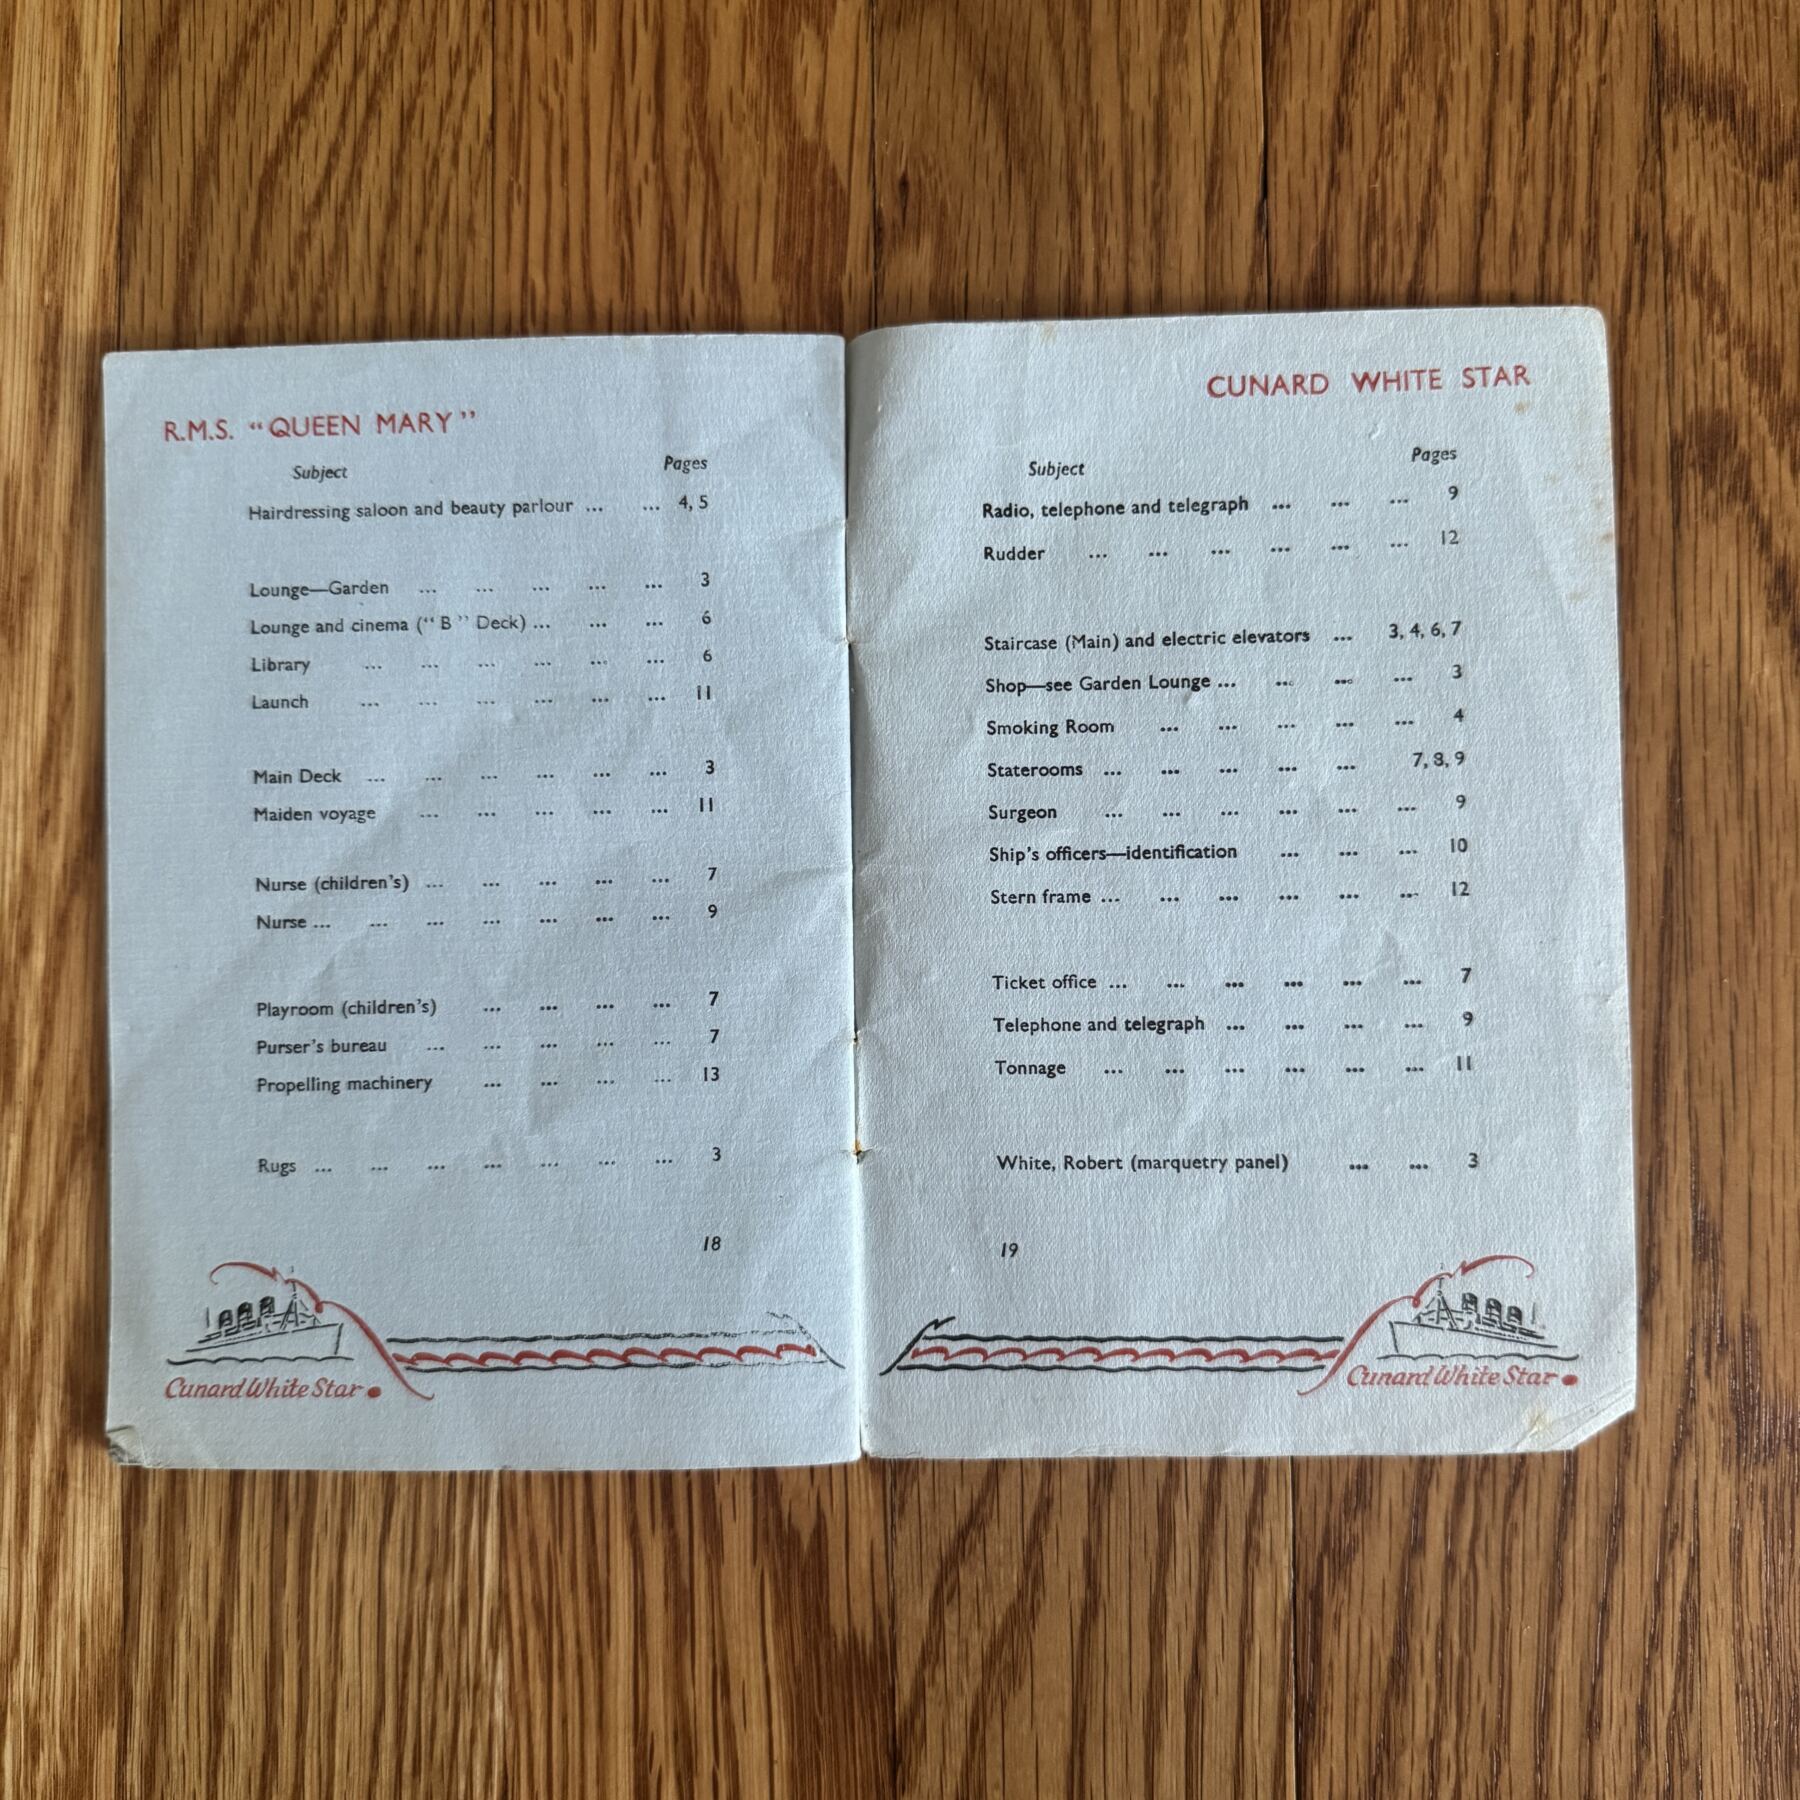 R.M.S. “QUEEN MARY”
Subject Pages
Hairdressing saloon and beauty parlour ... ... 4, 5
Lounge—Garden ... ... ... ... ... 3
Lounge and cinema (“B” Deck) ... ... ... 6
Library ... ... ... ... ... ... 6
Launch ... ... ... ... ... ... 11
Main Deck ... ... ... ... ... ... 3
Maiden voyage ... ... ... ... ... 11
Nurse (children’s) ... ... ... ... ... 7
Nurse ... ... ... ... ... ... ... 9
Playroom (children’s) ... ... ... ... 7
Purser’s bureau ... ... ... ... ... 7
Propelling machinery ... ... ... ... 13
Rugs ... ... ... ... ... ... ... 3
18
Cunard White Star
CUNARD WHITE STAR
Subject Pages
Radio, telephone and telegraph ... ... ... 9
Rudder ... ... ... ... ... ... 12
Staircase (Main) and electric elevators ... 3, 4, 6, 7
Shop—see Garden Lounge ... ... ... ... 3
Smoking Room ... ... ... ... ... 4
Staterooms ... ... ... ... ... 7, 8, 9
Surgeon ... ... ... ... ... ... 9
Ship’s officers—identification ... ... ... 10
Stern frame ... ... ... ... ... ... 12
Ticket office ... ... ... ... ... ... 7
Telephone and telegraph ... ... ... ... 9
Tonnage ... ... ... ... ... ... 11
White, Robert (marquetry panel) ... ... 3
19
Cunard White Star